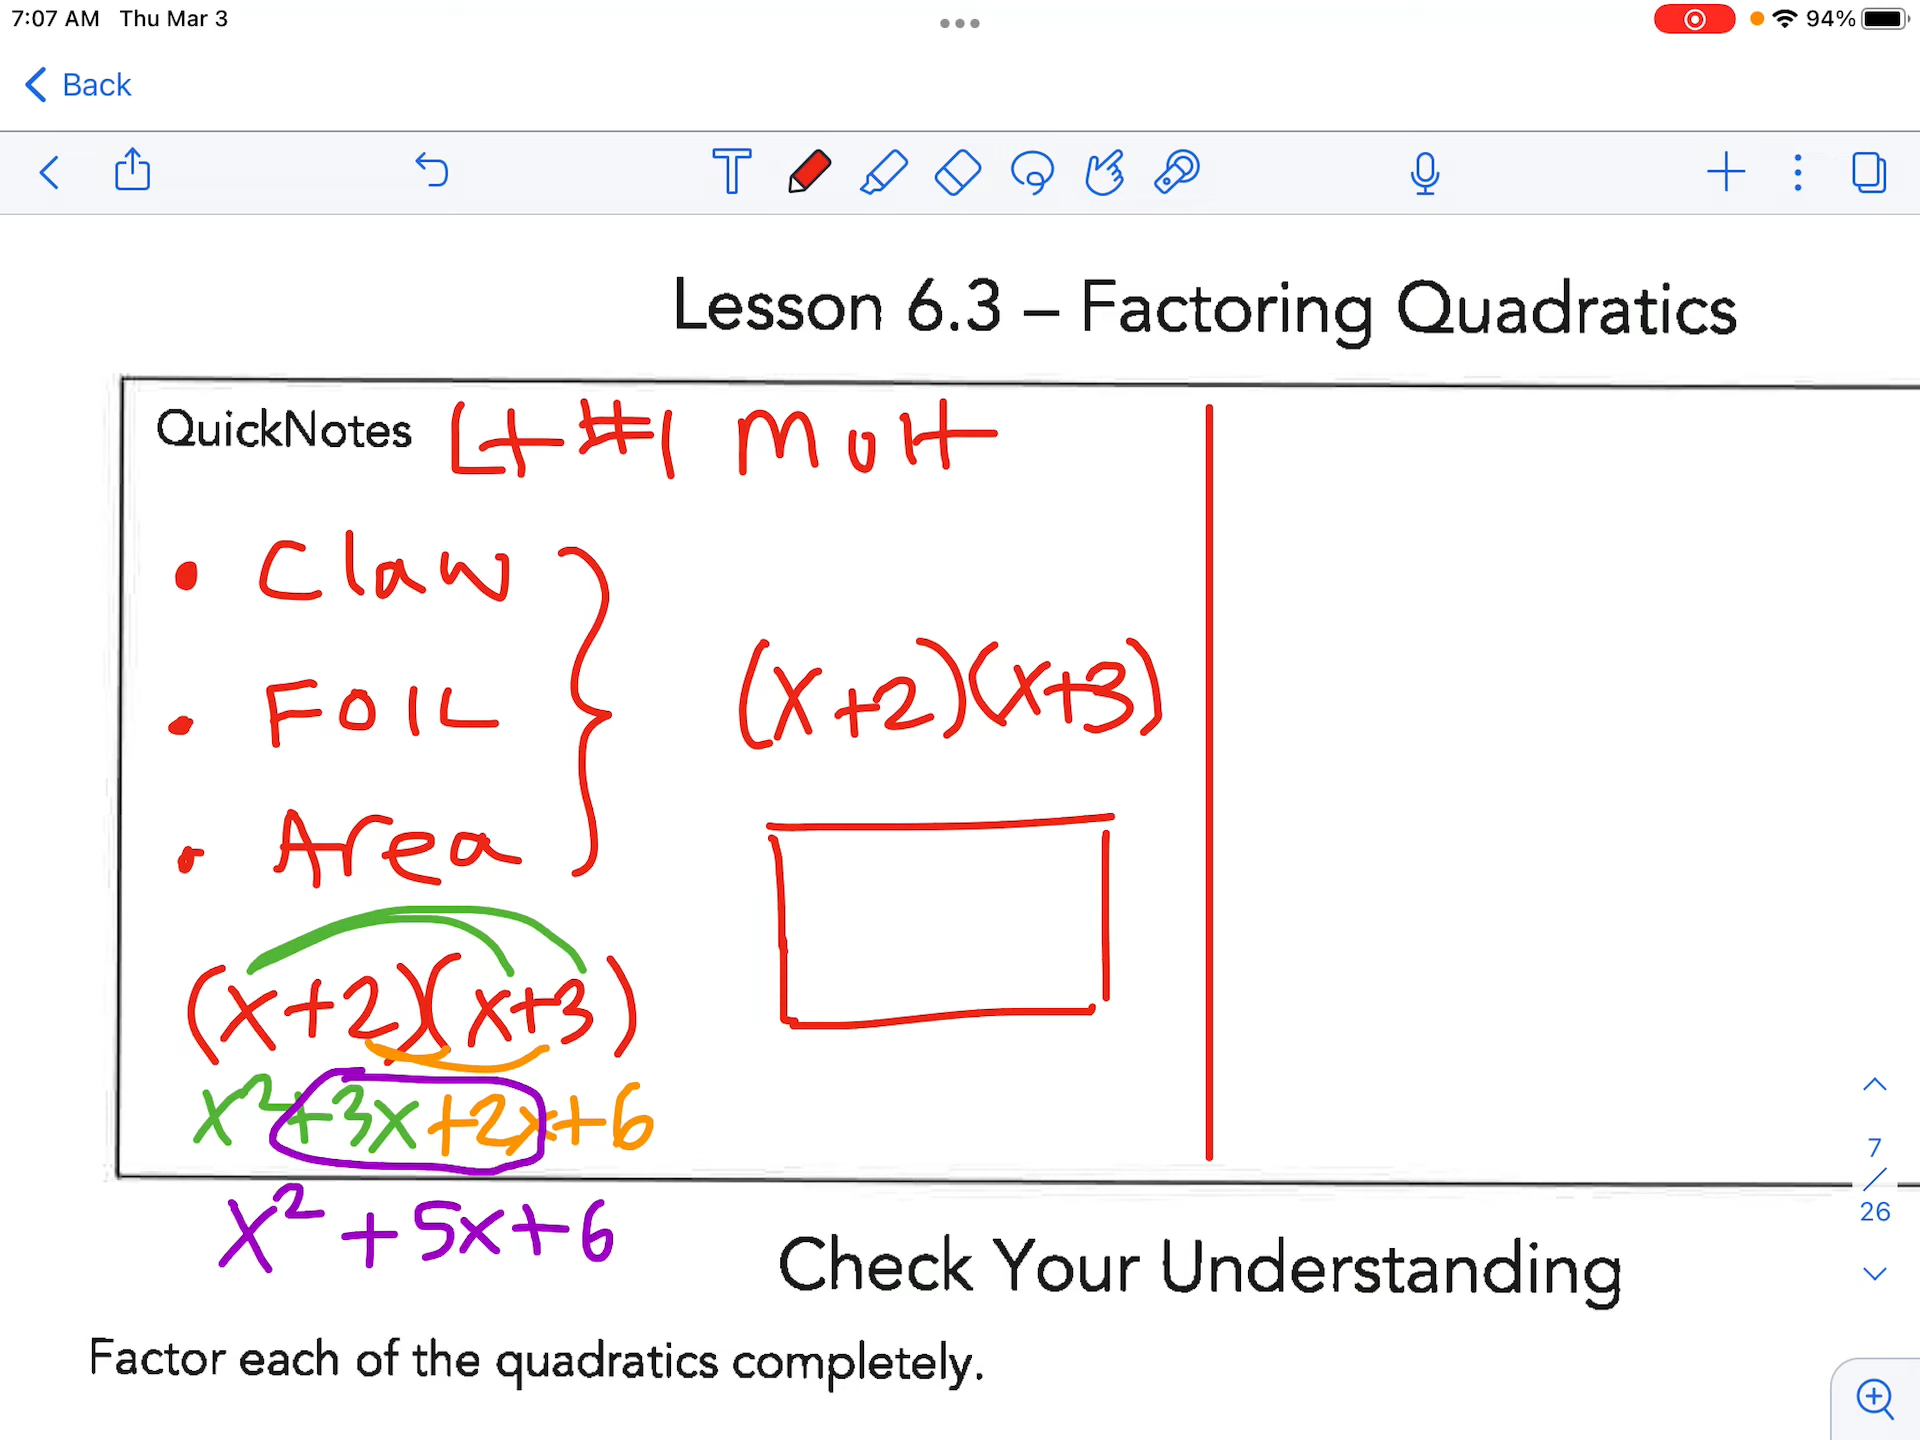 7:07 AM Thu Mar 3
94%
Back
Lesson 6.3 – Factoring Quadratics
QuickNotes Lt #1 Mult
• Claw
• FOIL
• Area
(x+2)(x+3)
(x+2)(x+3)
x²+3x+2x+6
x²+5x+6
7
/
26
Check Your Understanding
Factor each of the quadratics completely.